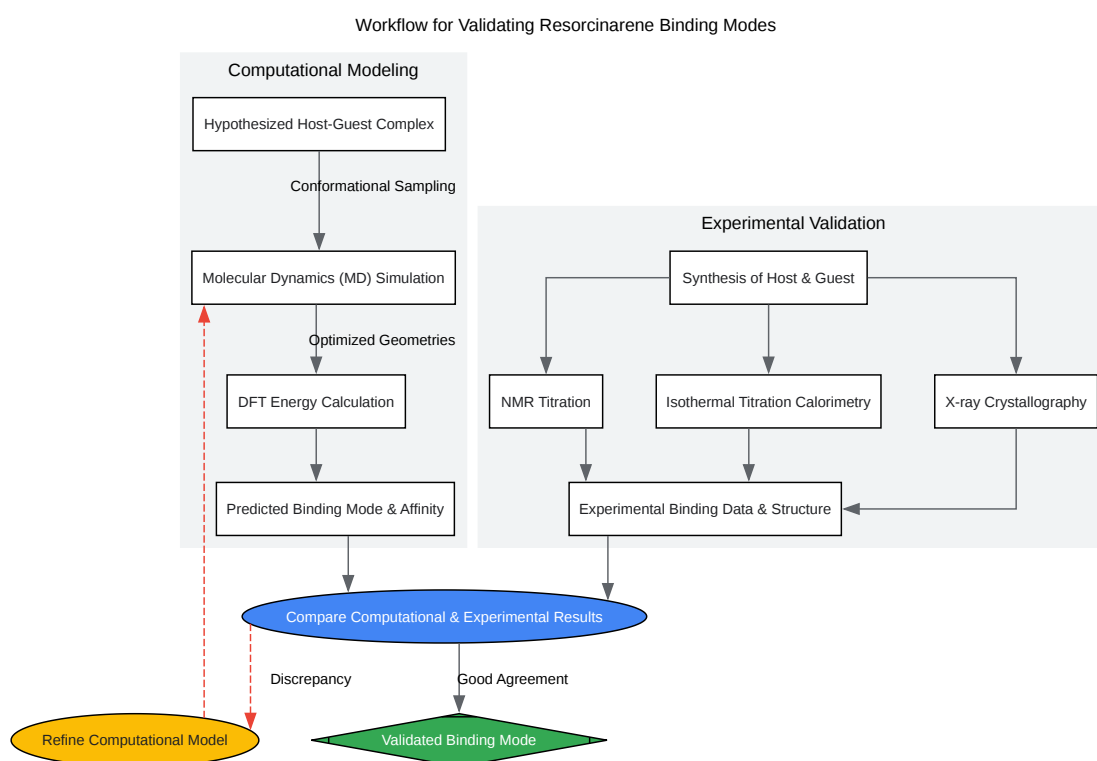 Workflow for Validating Resorcinarene Binding Modes
Computational Modeling
Hypothesized Host-Guest Complex
Conformational Sampling
Molecular Dynamics (MD) Simulation
Optimized Geometries
DFT Energy Calculation
Predicted Binding Mode & Affinity
Experimental Validation
Synthesis of Host & Guest
NMR Titration
Isothermal Titration Calorimetry
X-ray Crystallography
Experimental Binding Data & Structure
Compare Computational & Experimental Results
Discrepancy
Good Agreement
Refine Computational Model
Validated Binding Mode